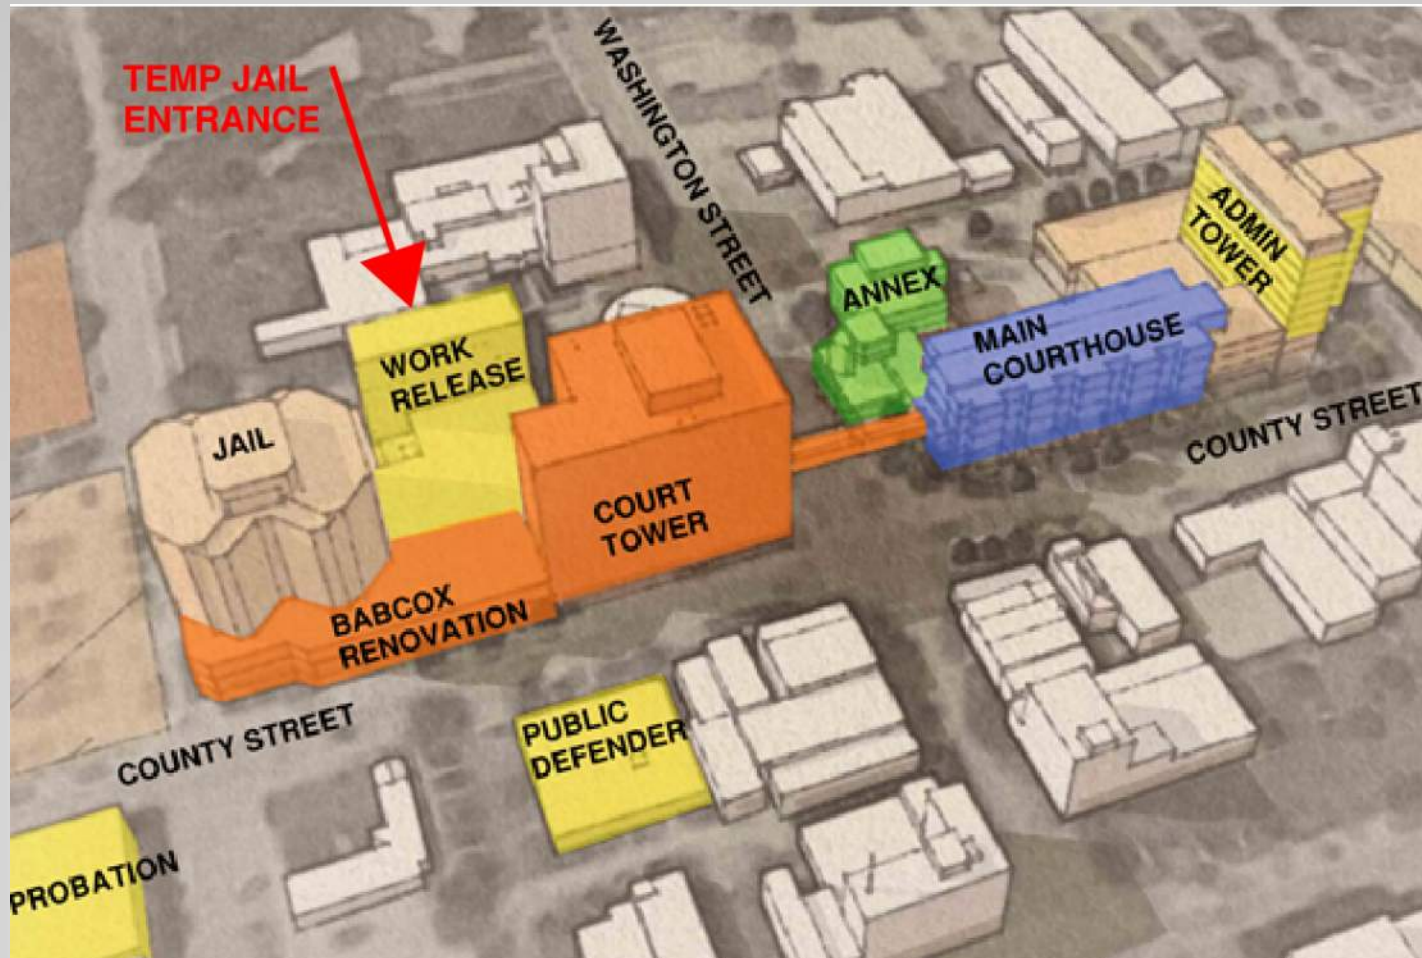 WASHINGTON STREET
TEMP JAIL
ENTRANCE
ADMIN
TOWER
ANNEX
MAIN
COURTHOUSE
WORK
RELEASE
JAIL
COUNTY STREET
COURT
TOWER
BABCOX
RENOVATION
PUBLIC
DEFENDER
COUNTY STREET
PROBATION